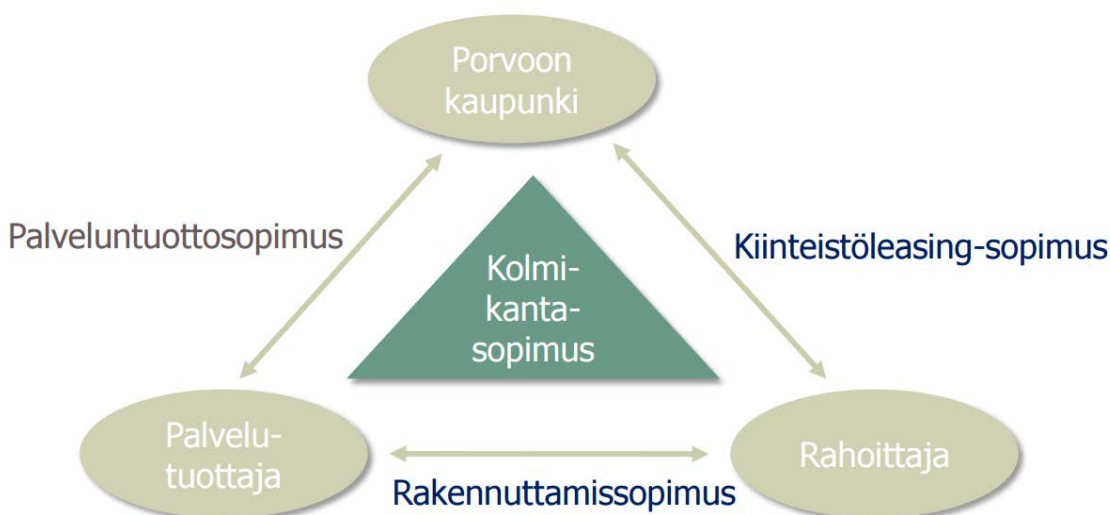 Porvoon
kaupunki
Palveluntuottosopimus
Kiinteistöleasing-sopimus
Kolmi-
kanta-
sopimus
Palvelu-
tuottaja
Rahoittaja
Rakennuttamissopimus